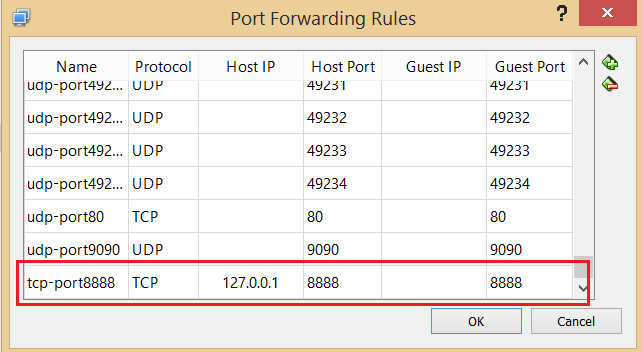 Port Forwarding Rules
? ×
Name Protocol Host IP Host Port Guest IP Guest Port
udp-port492... UDP 49231 49231
udp-port492... UDP 49232 49232
udp-port492... UDP 49233 49233
udp-port492... UDP 49234 49234
udp-port80 TCP 80 80
udp-port9090 UDP 9090 9090
tcp-port8888 TCP 127.0.0.1 8888 8888
OK Cancel